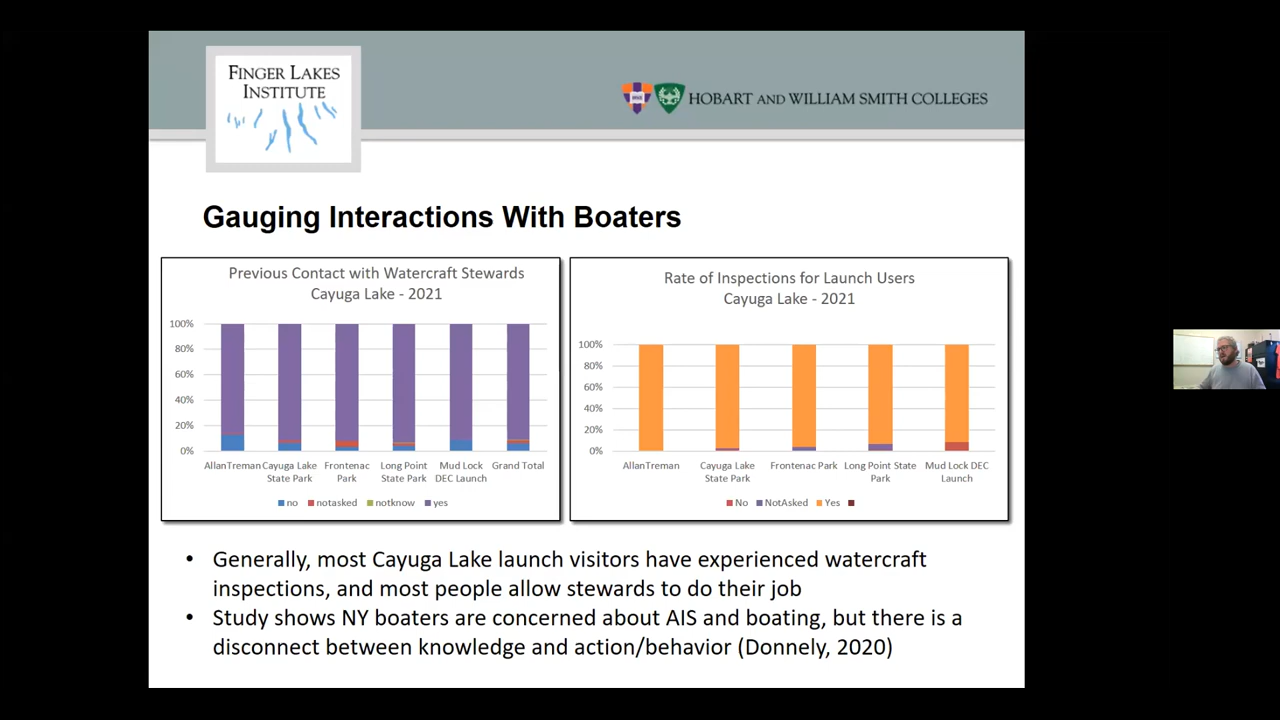 FINGER LAKES
INSTITUTE
HOBART AND WILLIAM SMITH COLLEGES
Gauging Interactions With Boaters
Previous Contact with Watercraft Stewards
Cayuga Lake - 2021
100%
80%
60%
40%
20%
0%
AllanTreman
Cayuga Lake
State Park
Frontenac
Park
Long Point
State Park
Mud Lock
DEC Launch
Grand Total
no
notasked
notknow
yes
Rate of Inspections for Launch Users
Cayuga Lake - 2021
100%
80%
60%
40%
20%
0%
AllanTreman
Cayuga Lake
State Park
Frontenac Park
Long Point State
Park
Mud Lock DEC
Launch
No
NotAsked
Yes
• Generally, most Cayuga Lake launch visitors have experienced watercraft
inspections, and most people allow stewards to do their job
• Study shows NY boaters are concerned about AIS and boating, but there is a
disconnect between knowledge and action/behavior (Donnely, 2020)